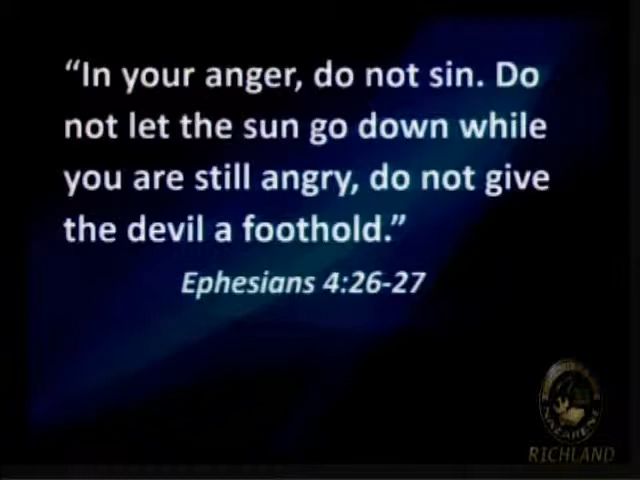 “In your anger, do not sin. Do
not let the sun go down while
you are still angry, do not give
the devil a foothold.”
Ephesians 4:26-27
NAZARENE
RICHLAND